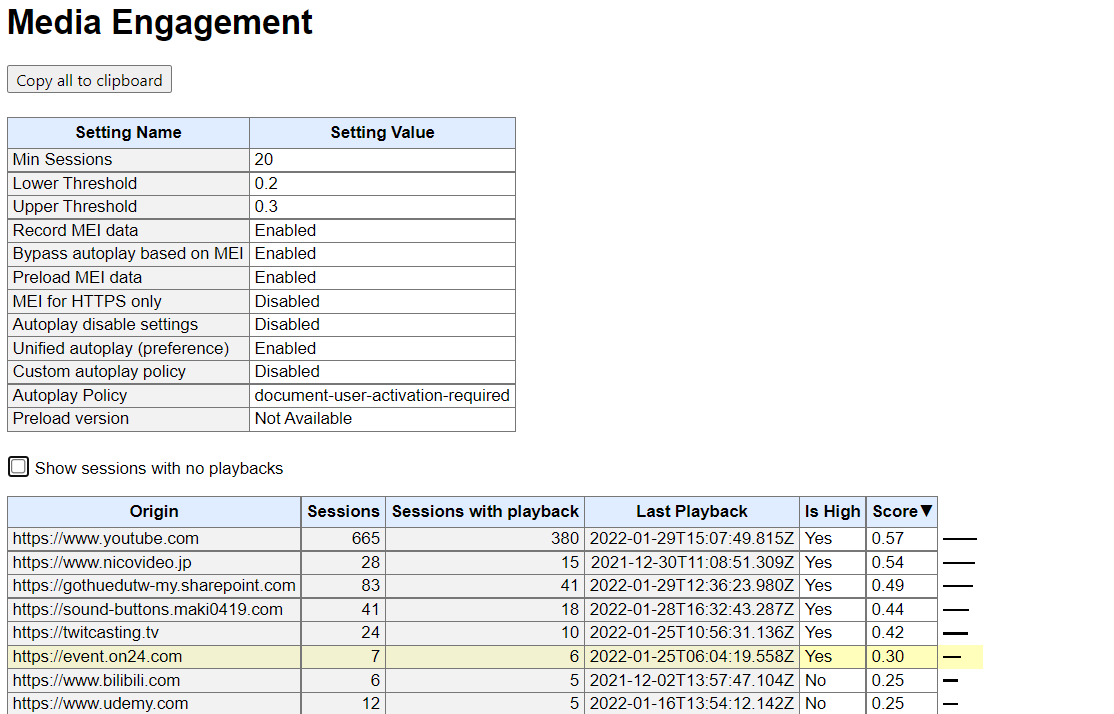 Media Engagement
Copy all to clipboard
Setting Name Setting Value
Min Sessions 20
Lower Threshold 0.2
Upper Threshold 0.3
Record MEI data Enabled
Bypass autoplay based on MEI Enabled
Preload MEI data Enabled
MEI for HTTPS only Disabled
Autoplay disable settings Disabled
Unified autoplay (preference) Enabled
Custom autoplay policy Disabled
Autoplay Policy document-user-activation-required
Preload version Not Available
Show sessions with no playbacks
Origin Sessions Sessions with playback Last Playback Is High Score▼
https://www.youtube.com 665 380 2022-01-29T15:07:49.815Z Yes 0.57
https://www.nicovideo.jp 28 15 2021-12-30T11:08:51.309Z Yes 0.54
https://gothuedutw-my.sharepoint.com 83 41 2022-01-29T12:36:23.980Z Yes 0.49
https://sound-buttons.maki0419.com 41 18 2022-01-28T16:32:43.287Z Yes 0.44
https://twitcasting.tv 24 10 2022-01-25T10:56:31.136Z Yes 0.42
https://event.on24.com 7 6 2022-01-25T06:04:19.558Z Yes 0.30
https://www.bilibili.com 6 5 2021-12-02T13:57:47.104Z No 0.25
https://www.udemy.com 12 5 2022-01-16T13:54:12.142Z No 0.25